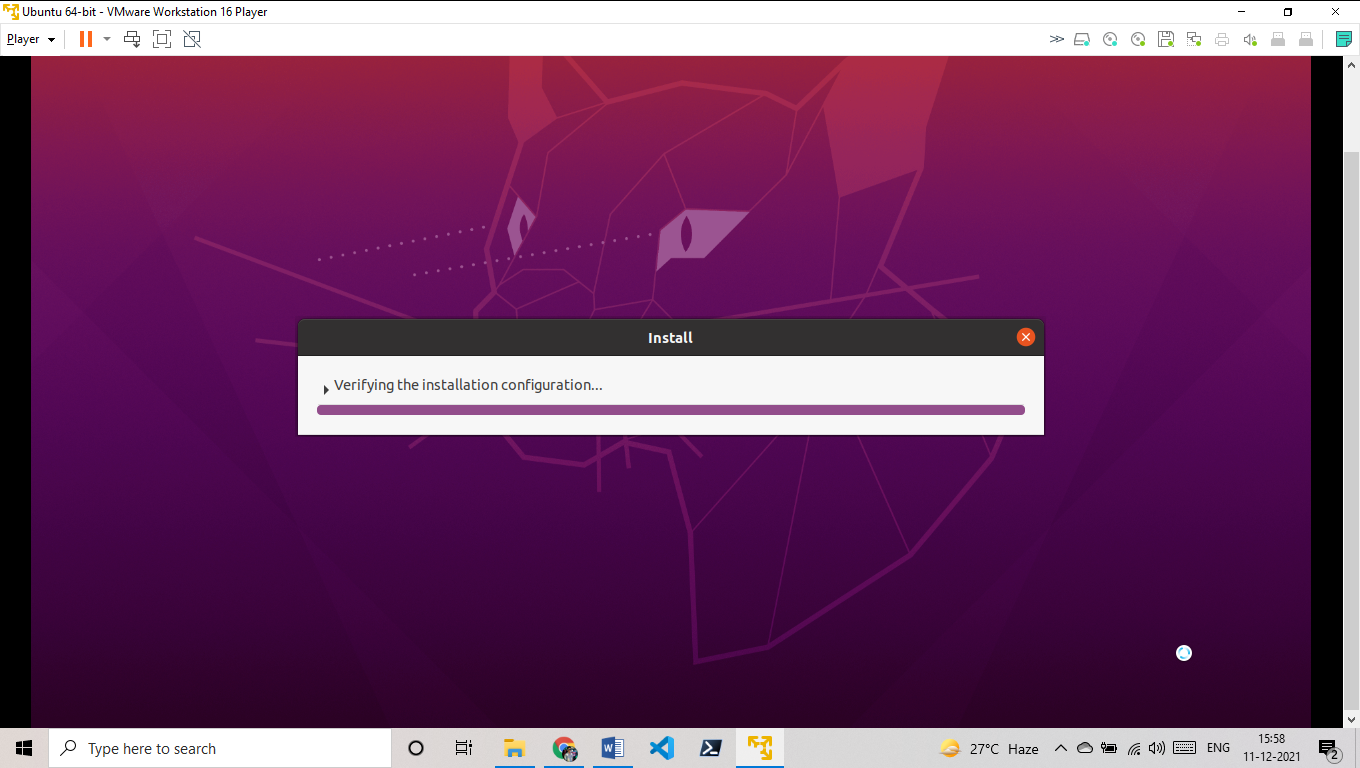 Ubuntu 64-bit - VMware Workstation 16 Player
Player
Install
Verifying the installation configuration...
Type here to search
27°C Haze
ENG
15:58
11-12-2021
2